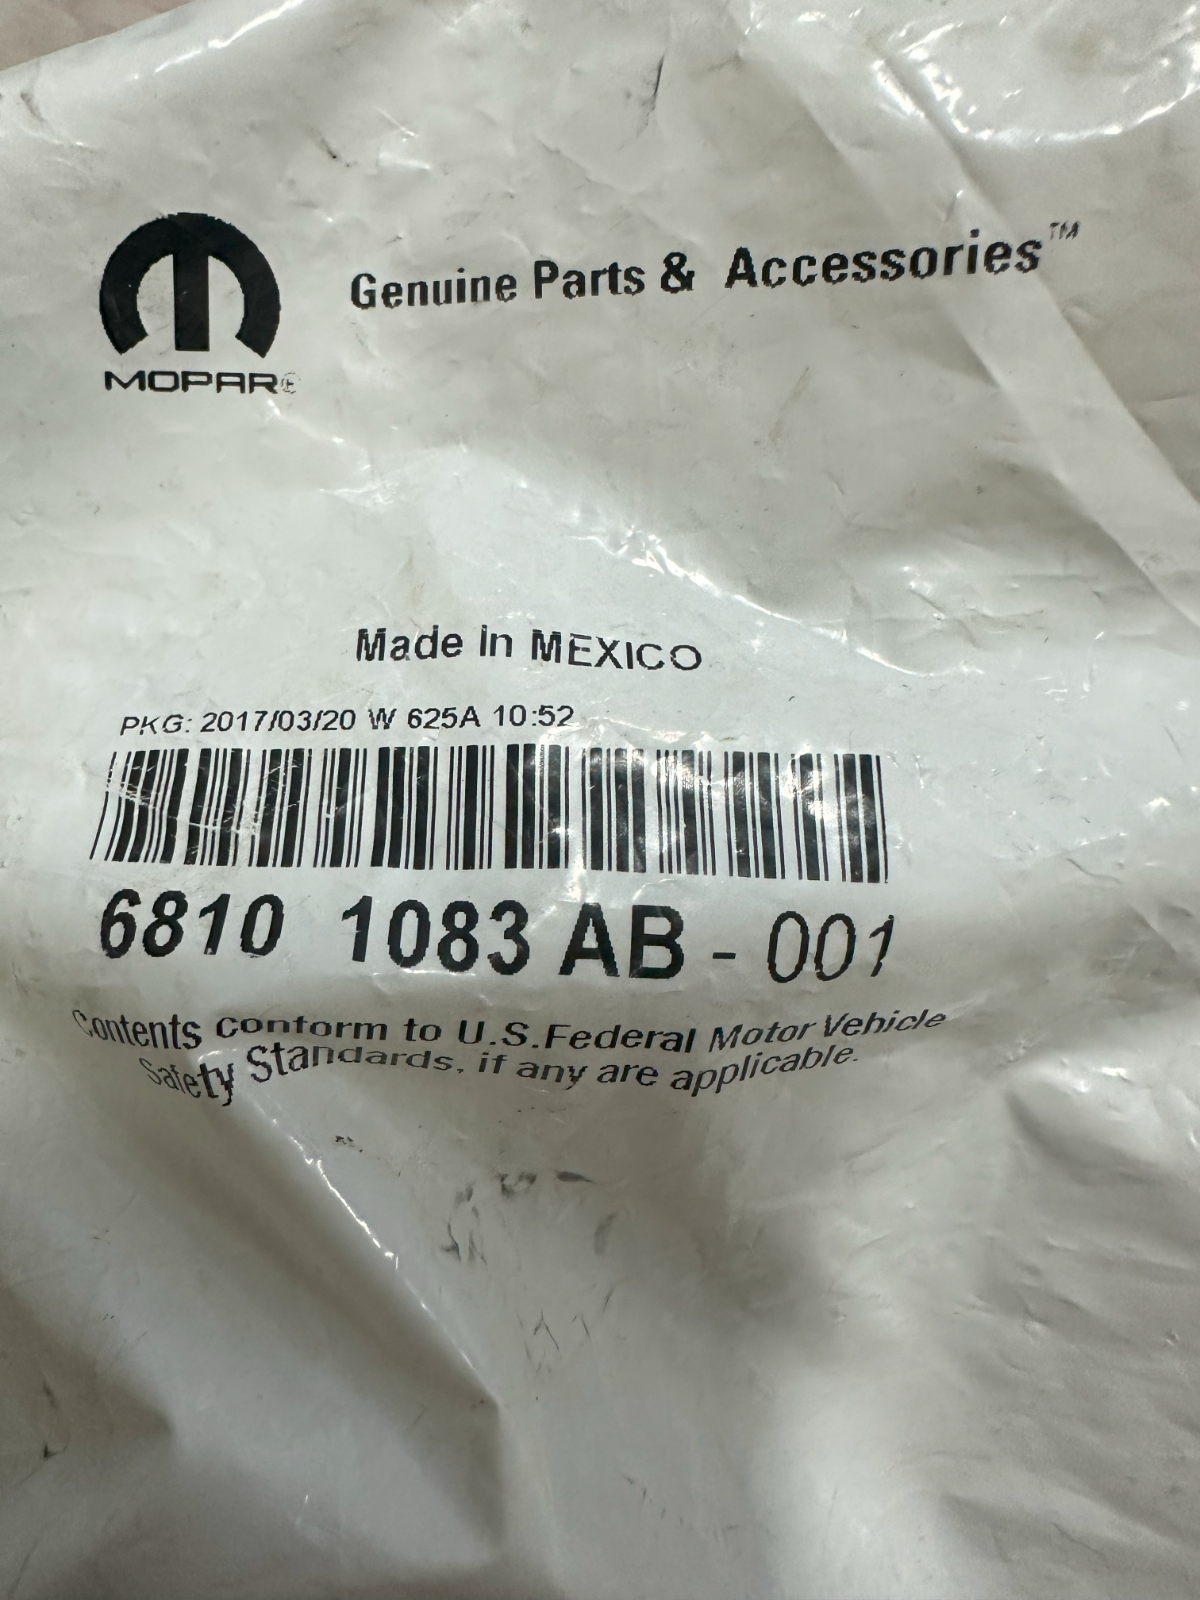 Genuine Parts & Accessories™
MOPAR®
Made In MEXICO
PKG: 2017/03/20 W 625A 10:52
6810 1083 AB - 001
Contents conform to U.S.Federal Motor Vehicle
Safety Standards, if any are applicable.